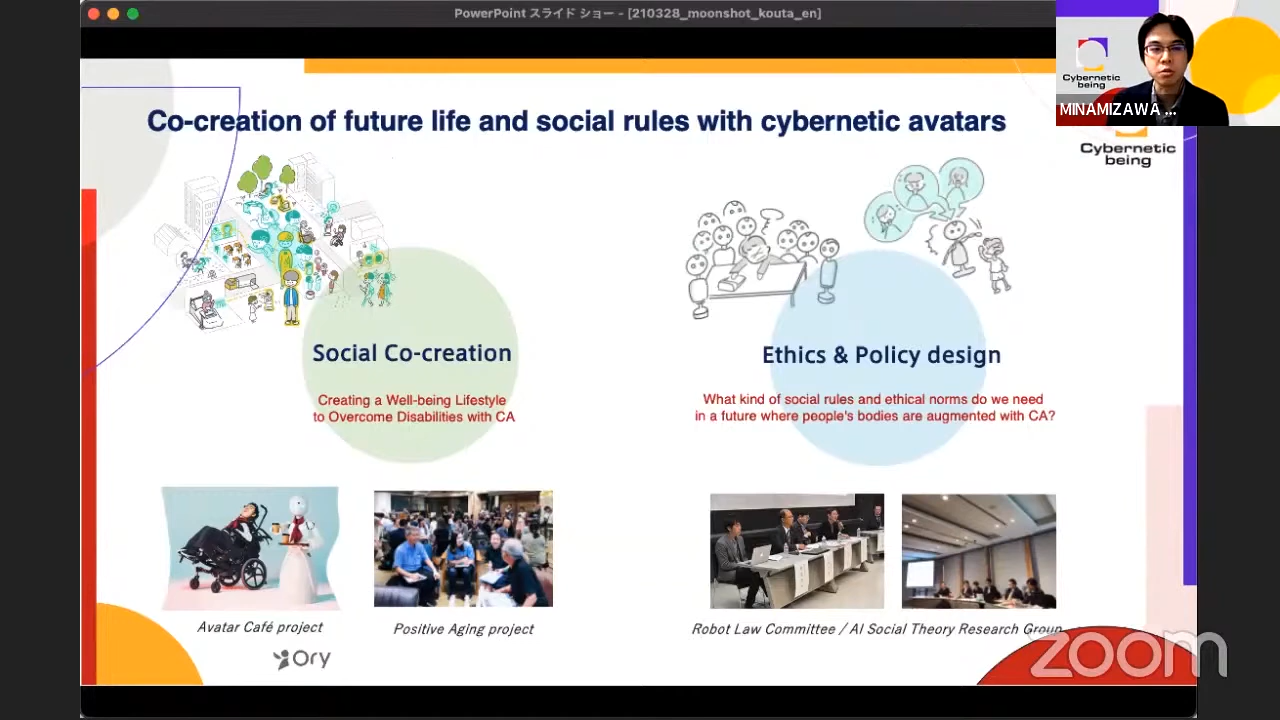 PowerPoint スライド ショー - [210328_moonshot_kouta_en]
Cybernetic
being
MINAMIZAWA ...
Co-creation of future life and social rules with cybernetic avatars
Cybernetic
being
Social Co-creation
Creating a Well-being Lifestyle
to Overcome Disabilities with CA
Ethics & Policy design
What kind of social rules and ethical norms do we need
in a future where people's bodies are augmented with CA?
Avatar Café project
Positive Aging project
Robot Law Committee / AI Social Theory Research Group
Ory
zoom